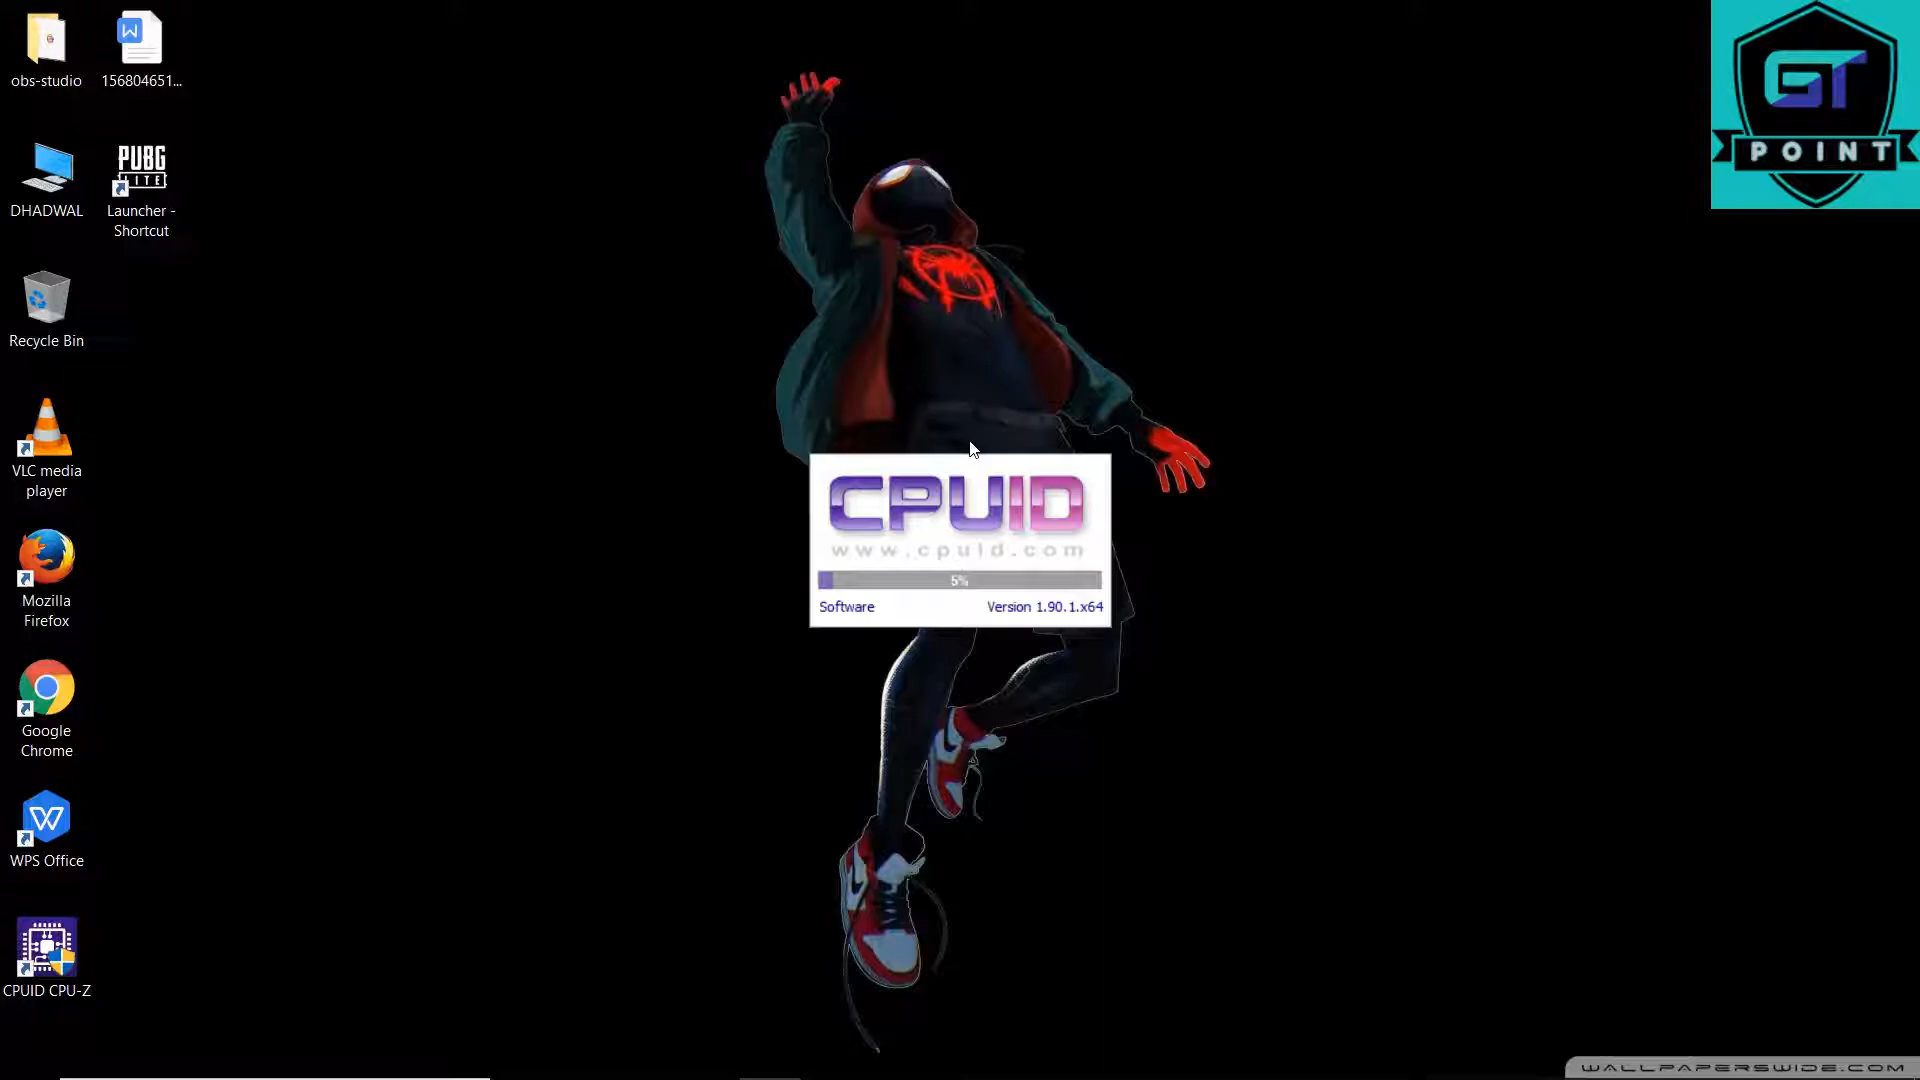 obs-studio
156804651...
GT
POINT
PUBG
LITE
DHADWAL
Launcher -
Shortcut
Recycle Bin
VLC media
player
CPUID
www.cpuid.com
5%
Software
Version 1.90.1.x64
Mozilla
Firefox
Google
Chrome
WPS Office
CPUID CPU-Z
WALLPAPERSWIDE.COM